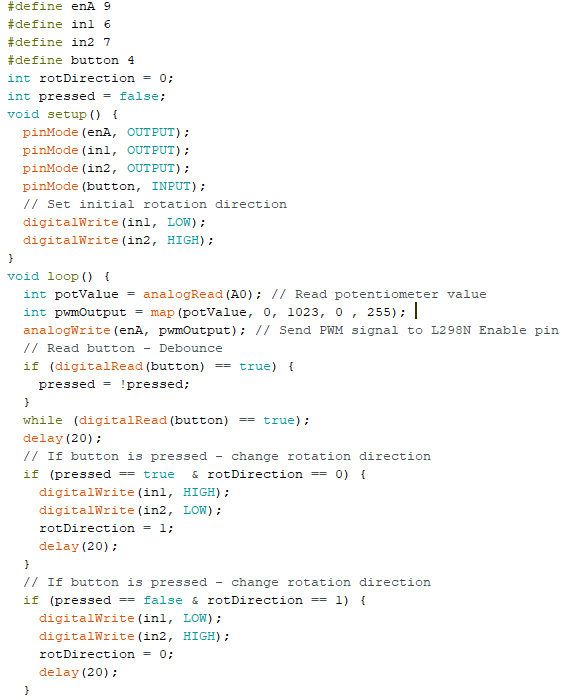 #define enA 9
#define in1 6
#define in2 7
#define button 4
int rotDirection = 0;
int pressed = false;
void setup() {
  pinMode(enA, OUTPUT);
  pinMode(in1, OUTPUT);
  pinMode(in2, OUTPUT);
  pinMode(button, INPUT);
  // Set initial rotation direction
  digitalWrite(in1, LOW);
  digitalWrite(in2, HIGH);
}
void loop() {
  int potValue = analogRead(A0); // Read potentiometer value
  int pwmOutput = map(potValue, 0, 1023, 0 , 255);
  analogWrite(enA, pwmOutput); // Send PWM signal to L298N Enable pin
  // Read button - Debounce
  if (digitalRead(button) == true) {
    pressed = !pressed;
  }
  while (digitalRead(button) == true);
  delay(20);
  // If button is pressed - change rotation direction
  if (pressed == true  & rotDirection == 0) {
    digitalWrite(in1, HIGH);
    digitalWrite(in2, LOW);
    rotDirection = 1;
    delay(20);
  }
  // If button is pressed - change rotation direction
  if (pressed == false & rotDirection == 1) {
    digitalWrite(in1, LOW);
    digitalWrite(in2, HIGH);
    rotDirection = 0;
    delay(20);
  }